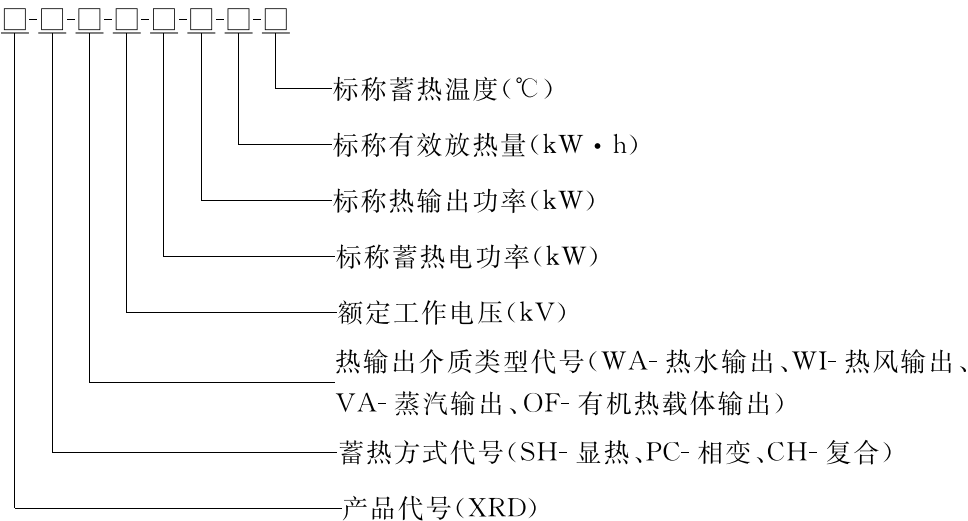 □-□-□-□-□-□-□-□
标称蓄热温度(℃)
标称有效放热量(kW·h)
标称热输出功率(kW)
标称蓄热电功率(kW)
额定工作电压(kV)
热输出介质类型代号(WA-热水输出、WI-热风输出、
VA-蒸汽输出、OF-有机热载体输出)
蓄热方式代号(SH-显热、PC-相变、CH-复合)
产品代号(XRD)